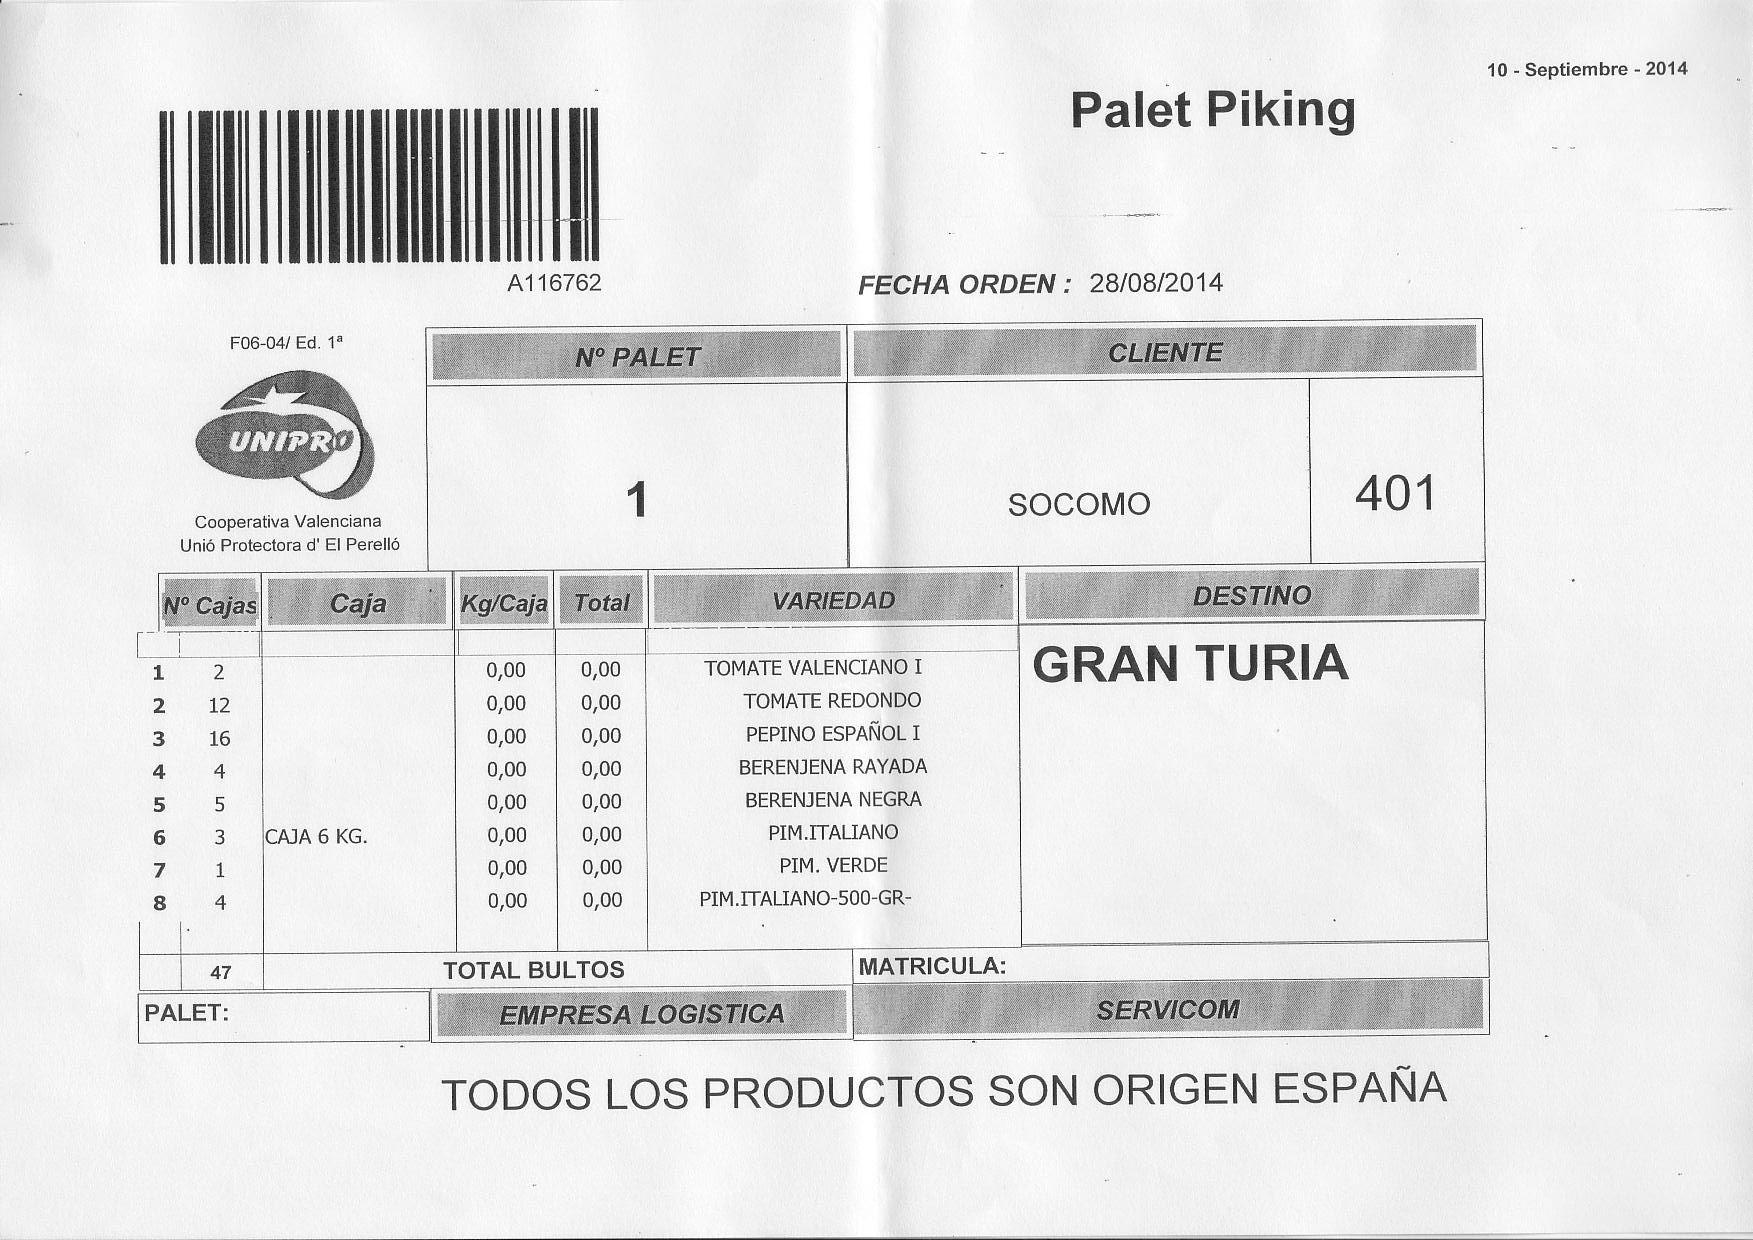 10 - Septiembre - 2014
Palet Piking
A116762
FECHA ORDEN : 28/08/2014
F06-04/ Ed. 1ª
UNIPRO
Cooperativa Valenciana
Unió Protectora d' El Perelló
Nº PALET CLIENTE
1 SOCOMO 401
Nº Cajas Caja Kg/Caja Total VARIEDAD DESTINO
GRAN TURIA
1 2 0,00 0,00 TOMATE VALENCIANO I
2 12 0,00 0,00 TOMATE REDONDO
3 16 0,00 0,00 PEPINO ESPAÑOL I
4 4 0,00 0,00 BERENJENA RAYADA
5 5 0,00 0,00 BERENJENA NEGRA
6 3 CAJA 6 KG. 0,00 0,00 PIM.ITALIANO
7 1 0,00 0,00 PIM. VERDE
8 4 0,00 0,00 PIM.ITALIANO-500-GR-
47 TOTAL BULTOS MATRICULA:
PALET: EMPRESA LOGISTICA SERVICOM
TODOS LOS PRODUCTOS SON ORIGEN ESPAÑA